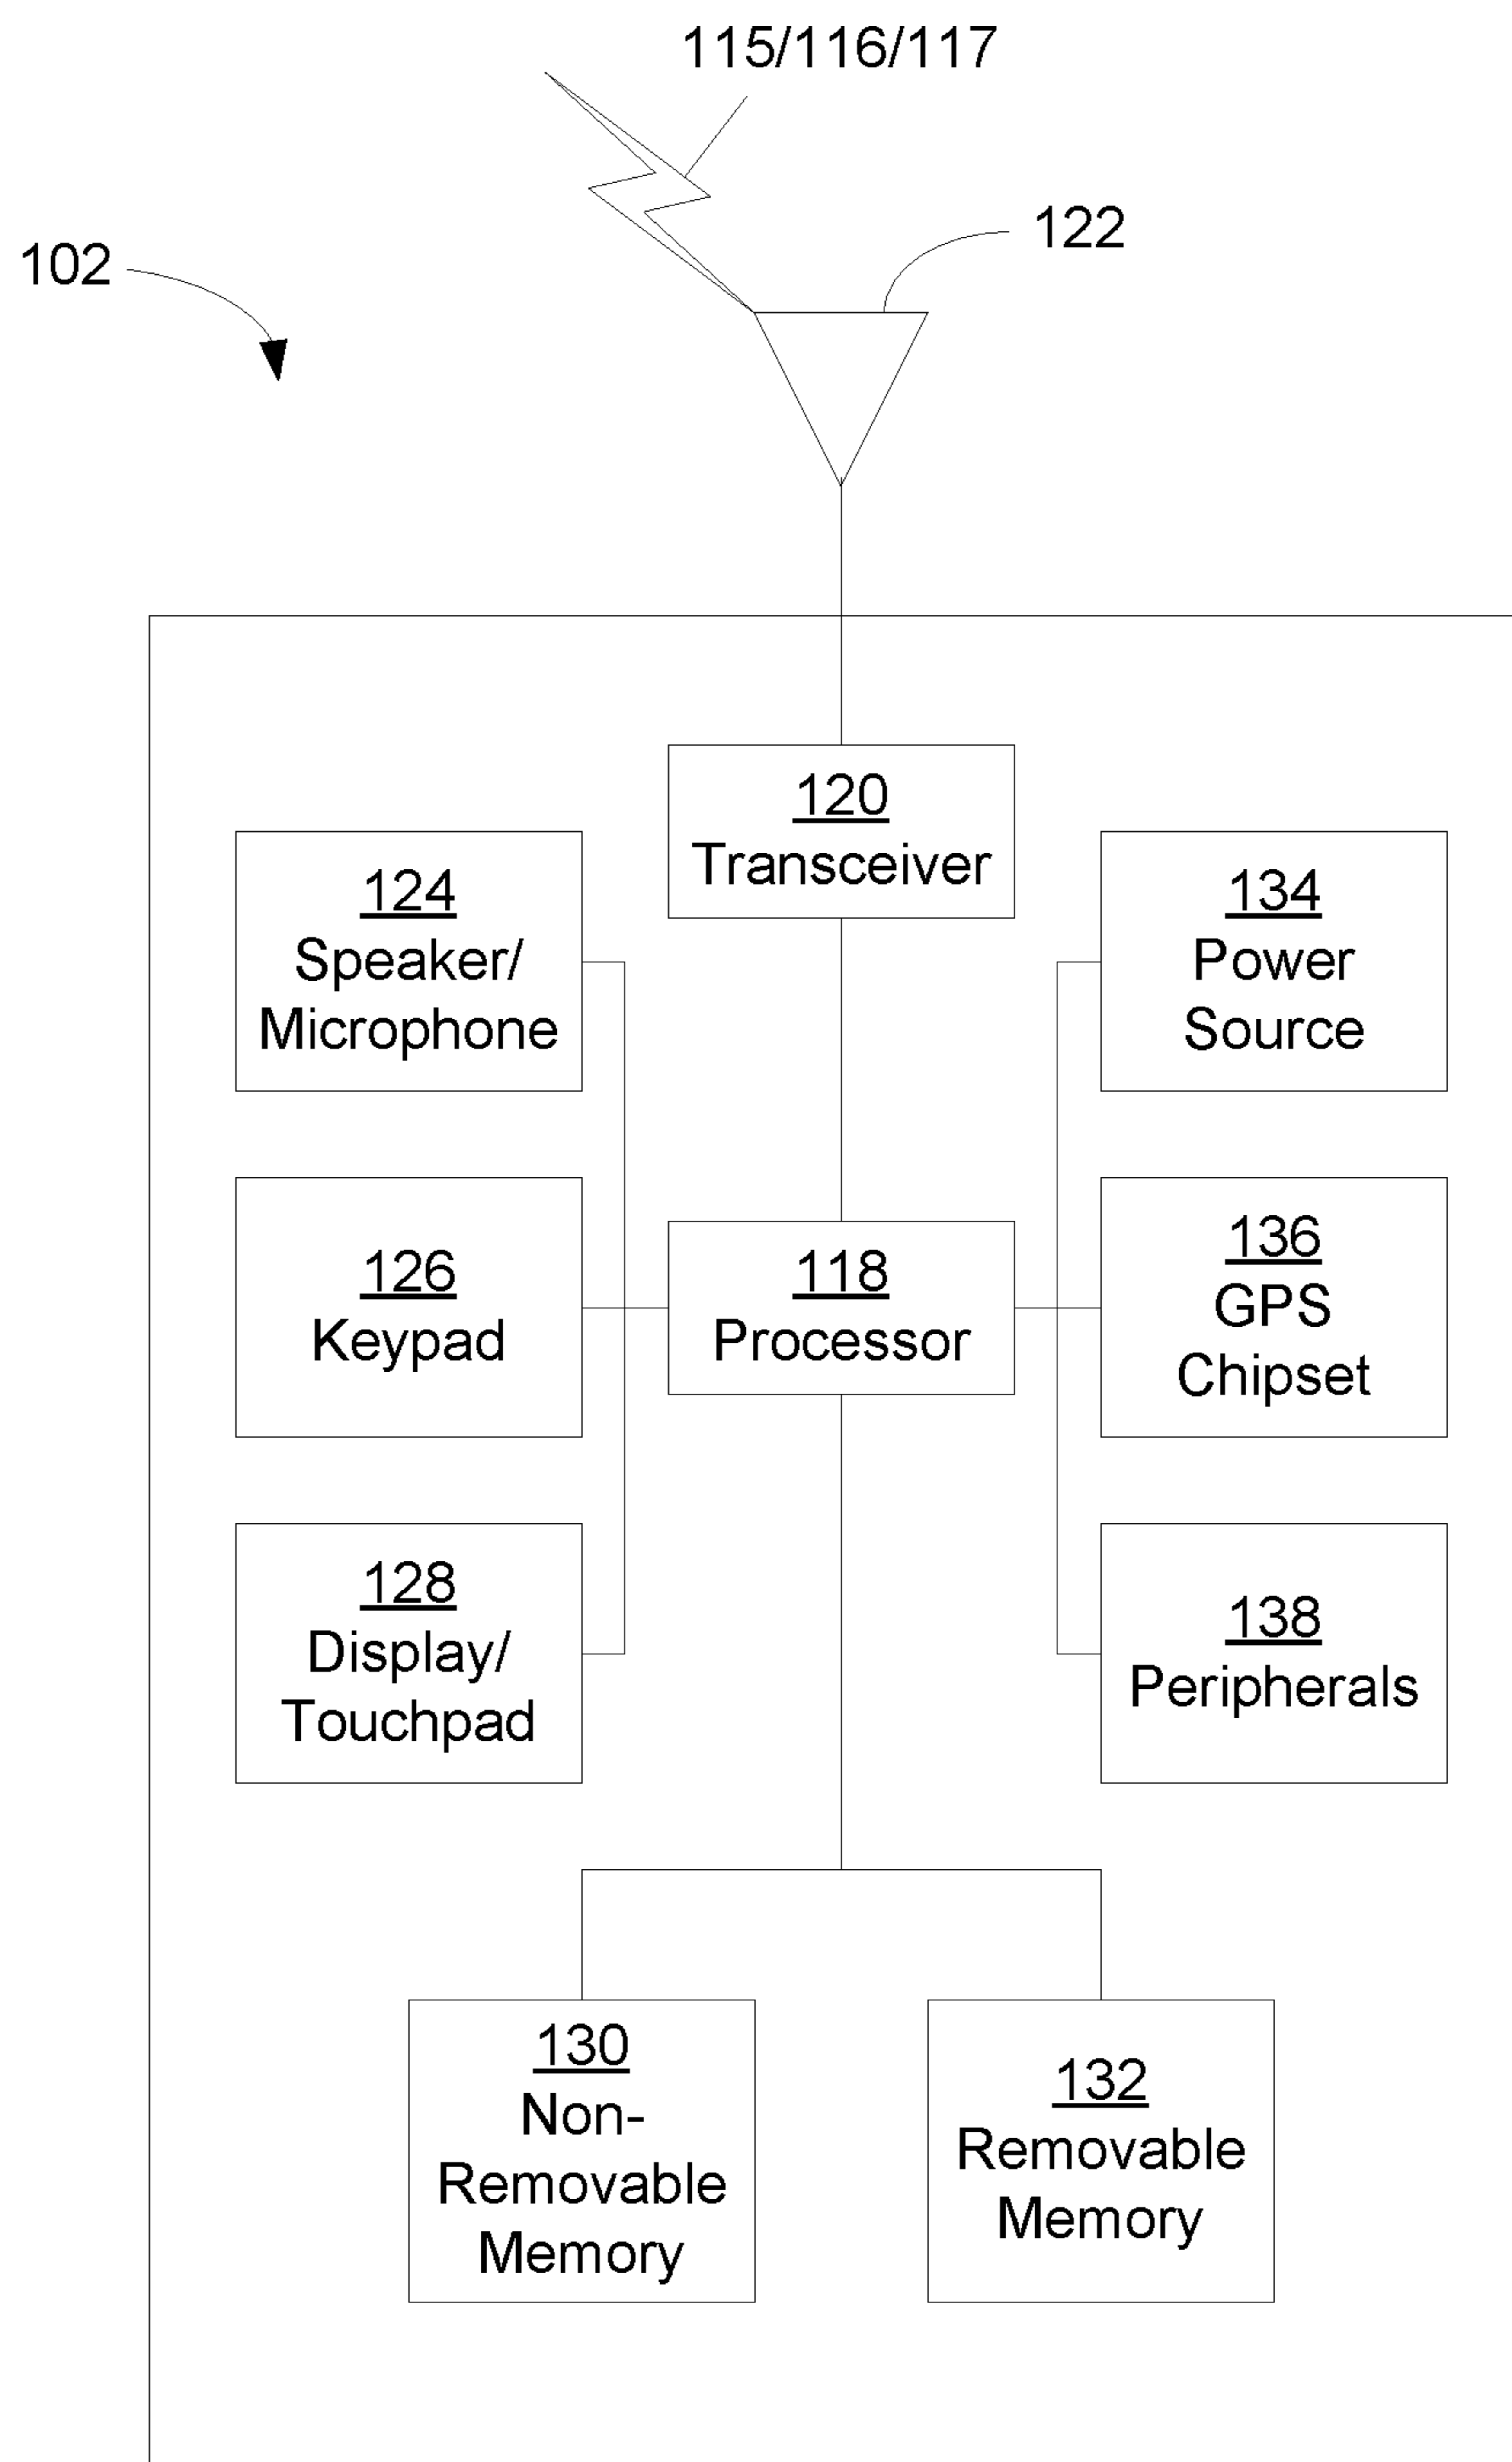 115/116/117
122
102
120
Transceiver
124
Speaker/
Microphone
134
Power
Source
126
Keypad
118
Processor
136
GPS
Chipset
128
Display/
Touchpad
138
Peripherals
130
Non-
Removable
Memory
132
Removable
Memory